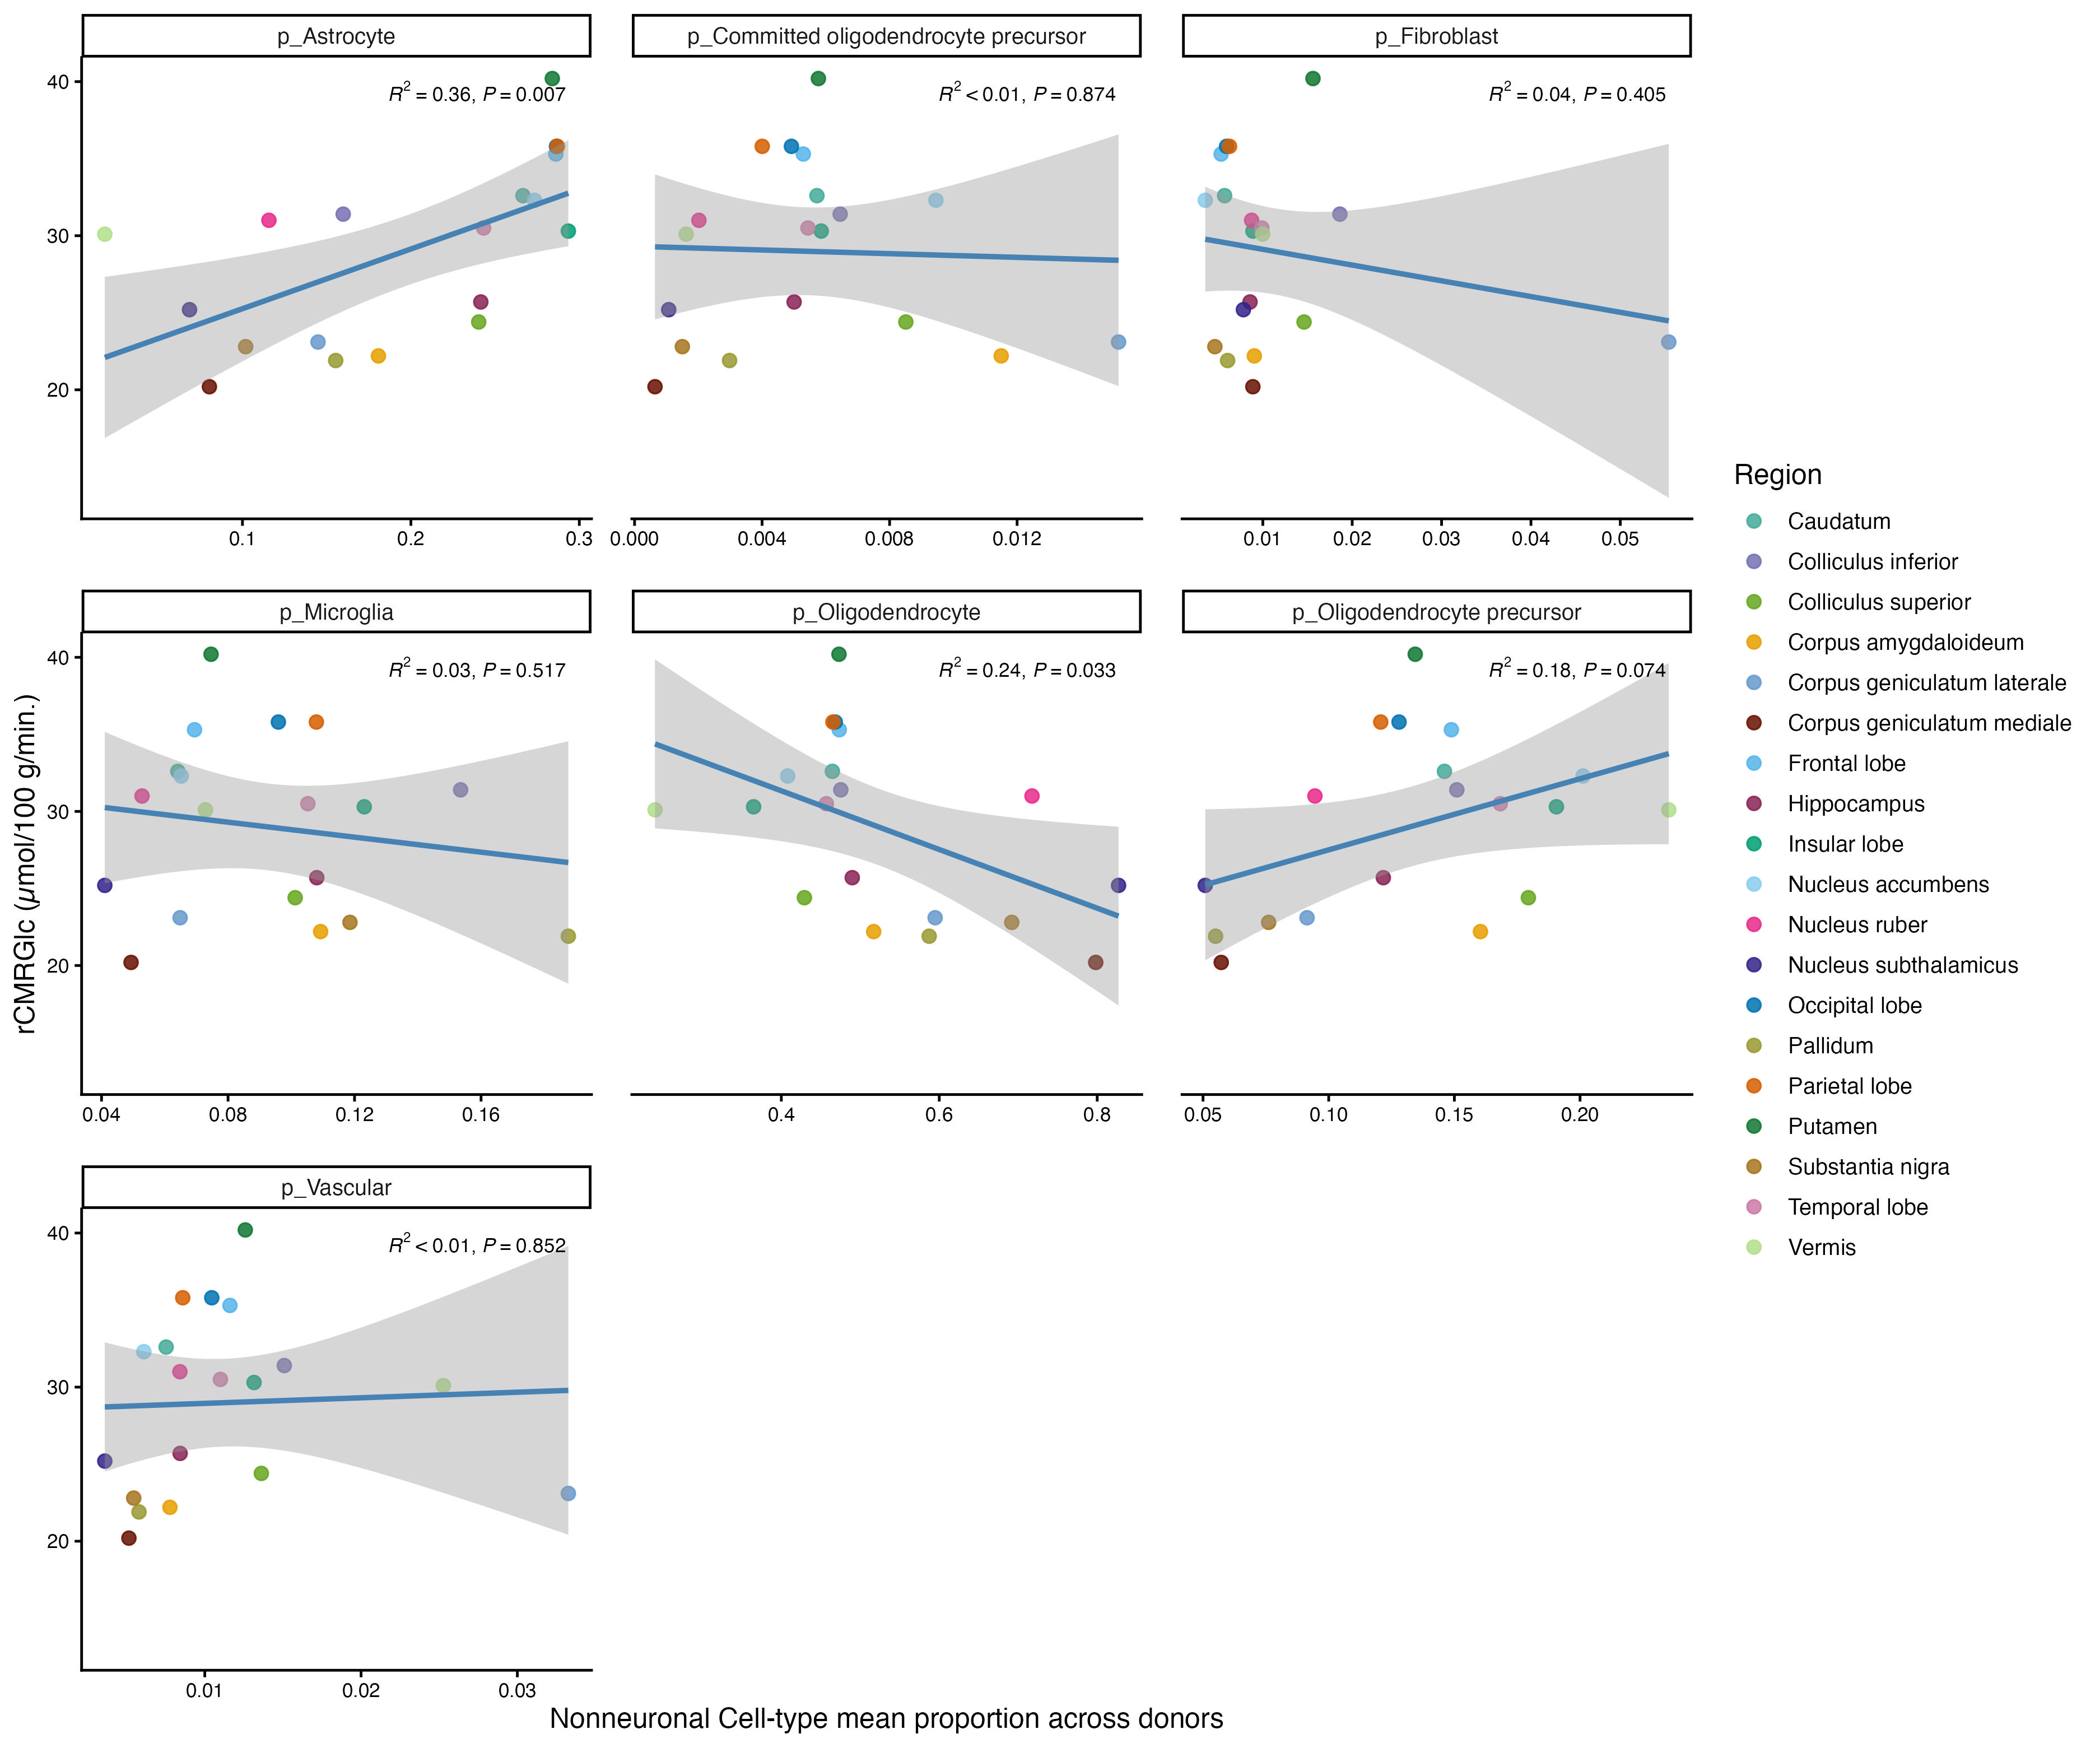 p_Astrocyte
p_Committed oligodendrocyte precursor
p_Fibroblast
R² = 0.36, P = 0.007
R² < 0.01, P = 0.874
R² = 0.04, P = 0.405
40
30
20
0.1 0.2 0.3
0.000 0.004 0.008 0.012
0.01 0.02 0.03 0.04 0.05
p_Microglia
p_Oligodendrocyte
p_Oligodendrocyte precursor
R² = 0.03, P = 0.517
R² = 0.24, P = 0.033
R² = 0.18, P = 0.074
40
30
20
0.04 0.08 0.12 0.16
0.4 0.6 0.8
0.05 0.10 0.15 0.20
p_Vascular
R² < 0.01, P = 0.852
40
30
20
0.01 0.02 0.03
rCMRGlc (μmol/100 g/min.)
Nonneuronal Cell-type mean proportion across donors
Region
Caudatum
Colliculus inferior
Colliculus superior
Corpus amygdaloideum
Corpus geniculatum laterale
Corpus geniculatum mediale
Frontal lobe
Hippocampus
Insular lobe
Nucleus accumbens
Nucleus ruber
Nucleus subthalamicus
Occipital lobe
Pallidum
Parietal lobe
Putamen
Substantia nigra
Temporal lobe
Vermis